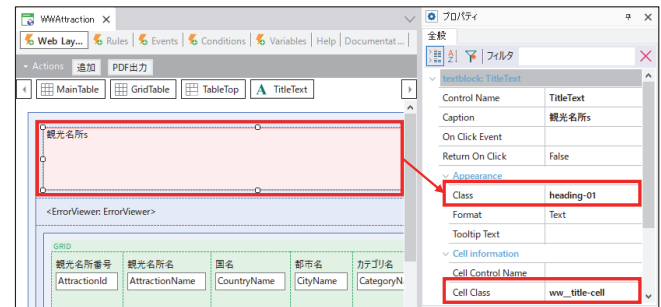 WWAttraction
Web Lay...
Rules
Events
Conditions
Variables
Help
Documentat...
Actions
追加
PDF出力
MainTable
GridTable
TableTop
A TitleText
観光名所s
<ErrorViewer: ErrorViewer>
GRID
観光名所番号 観光名所名 国名 都市名 カテゴリ名
AttractionId AttractionName CountryName CityName CategoryN
プロパティ
全般
フィルタ
textblock: TitleText
Control Name TitleText
Caption 観光名所s
On Click Event
Return On Click False
Appearance
Class heading-01
Format Text
Tooltip Text
Cell information
Cell Control Name
Cell Class ww__title-cell